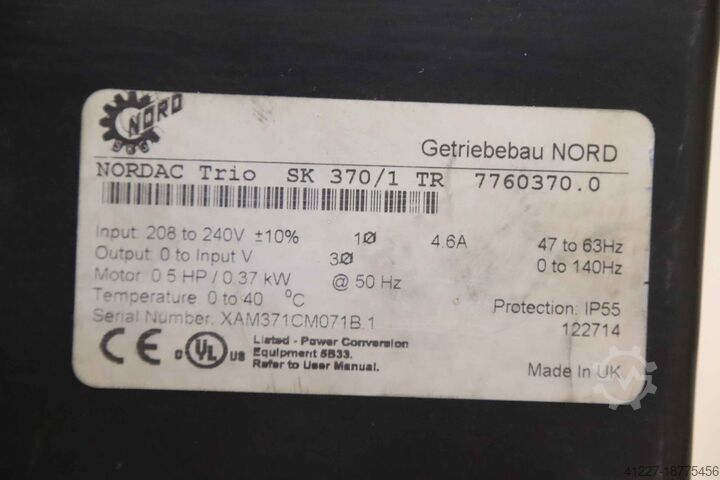 NORD
Getriebebau NORD
NORDAC Trio SK 370/1 TR 7760370.0
Input: 208 to 240V ±10% 1Ø 4.6A 47 to 63Hz
Output: 0 to Input V 3Ø 0 to 140Hz
Motor: 0.5 HP / 0.37 kW @ 50 Hz
Temperature: 0 to 40 °C
Protection: IP55
Serial Number: XAM371CM071B.1
122714
CE c UL us
Listed - Power Conversion
Equipment 5B33.
Refer to User Manual.
Made in UK
41227-18775456